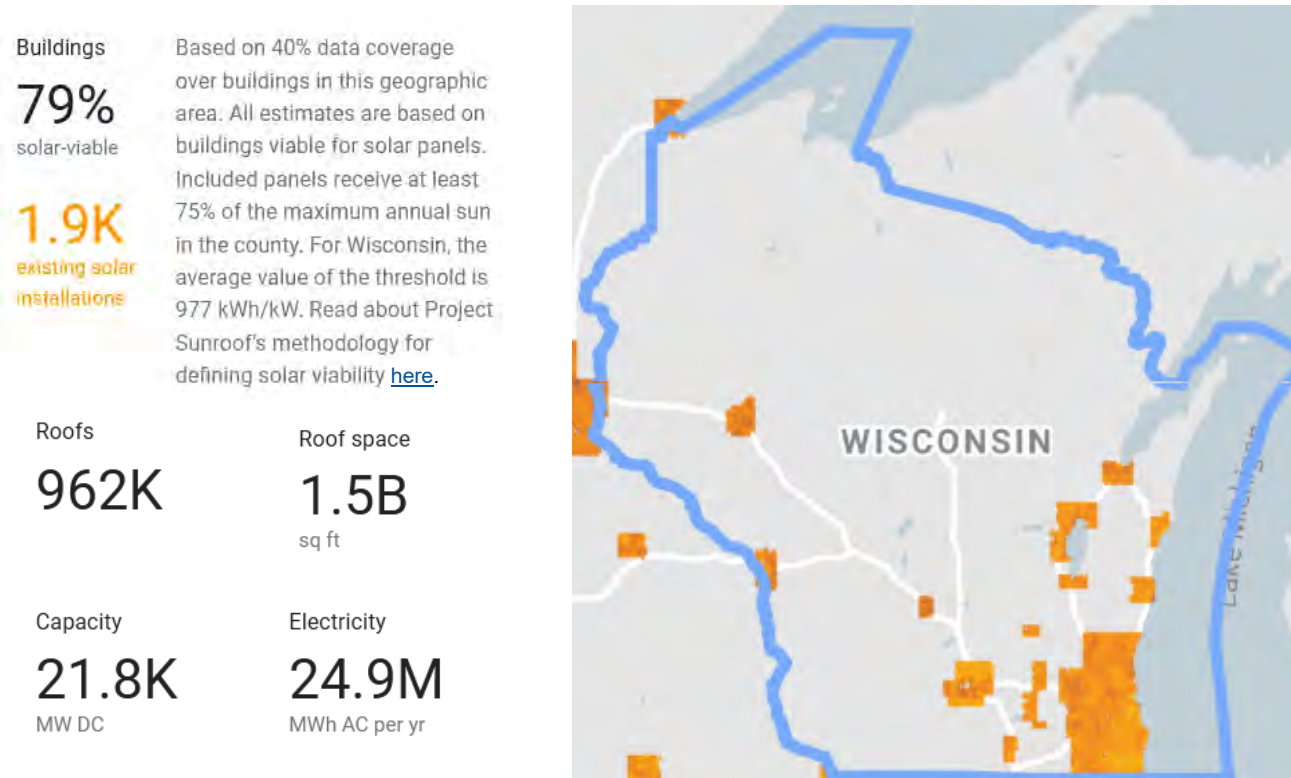 Buildings
79%
solar-viable
1.9K
existing solar
installations
Based on 40% data coverage
over buildings in this geographic
area. All estimates are based on
buildings viable for solar panels.
Included panels receive at least
75% of the maximum annual sun
in the county. For Wisconsin, the
average value of the threshold is
977 kWh/kW. Read about Project
Sunroof's methodology for
defining solar viability here.
Roofs
962K
Roof space
1.5B
sq ft
Capacity
21.8K
MW DC
Electricity
24.9M
MWh AC per yr
WISCONSIN
Lake Michigan